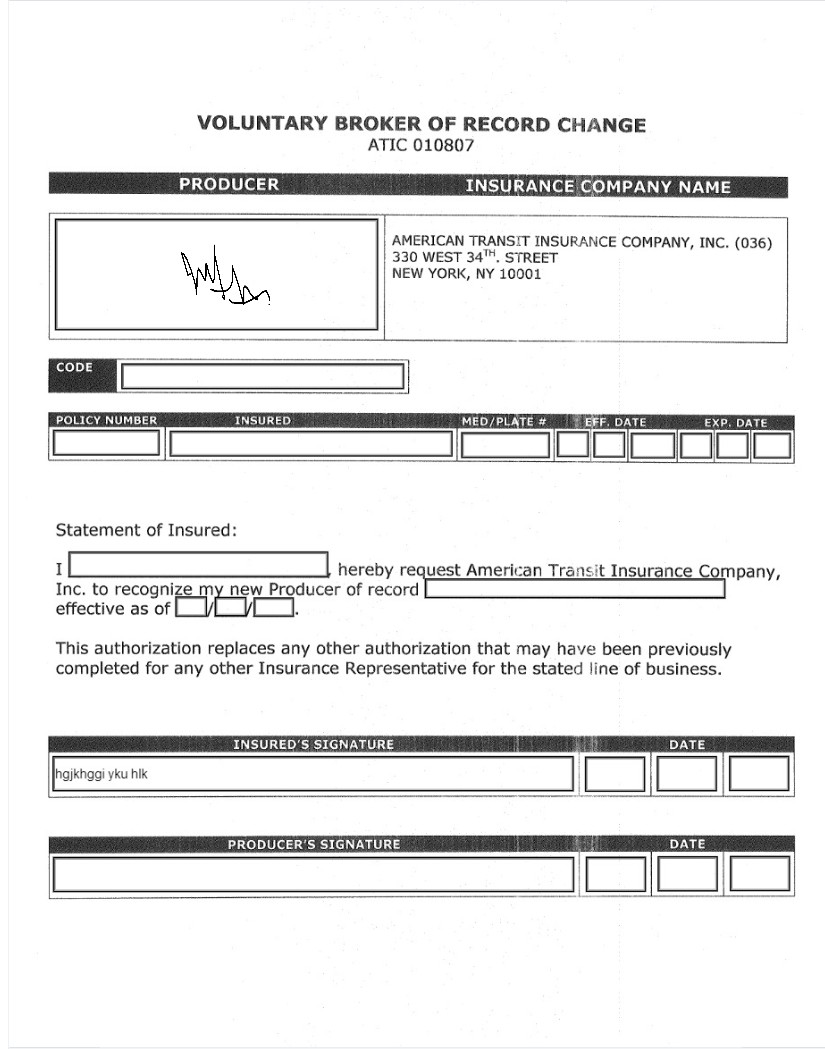 VOLUNTARY BROKER OF RECORD CHANGE
ATIC 010807
PRODUCER INSURANCE COMPANY NAME
AMERICAN TRANSIT INSURANCE COMPANY, INC. (036)
330 WEST 34TH. STREET
NEW YORK, NY 10001
CODE
POLICY NUMBER INSURED MED/PLATE # EFF. DATE EXP. DATE
Statement of Insured:
I , hereby request American Transit Insurance Company,
Inc. to recognize my new Producer of record
effective as of / / .
This authorization replaces any other authorization that may have been previously
completed for any other Insurance Representative for the stated line of business.
INSURED'S SIGNATURE DATE
hgjkhggi yku hlk
PRODUCER'S SIGNATURE DATE